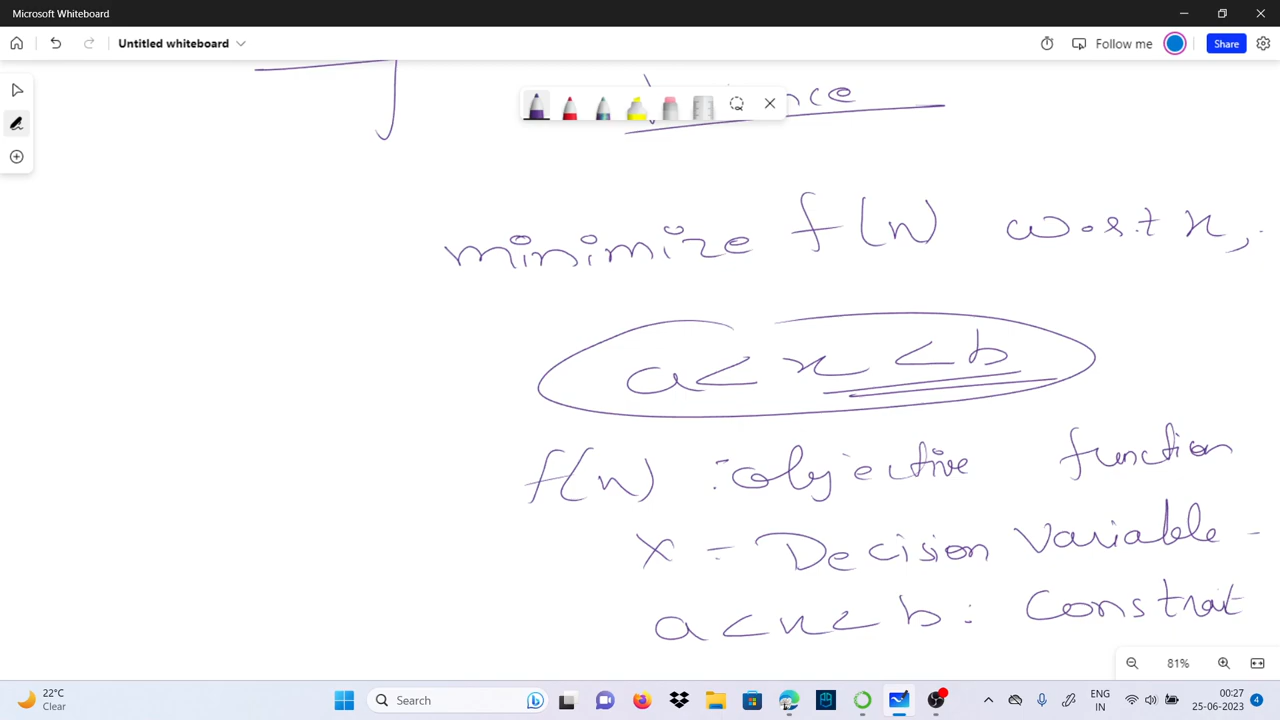 Microsoft Whiteboard
Untitled whiteboard
Follow me
Share
minimize f(x) w.r.t x,
a < x < b
f(x) : objective function
X = Decision Variable -
a < x < b : Constrait
81%
22°C
Clear
Search
ENG
IN
00:27
25-06-2023
4